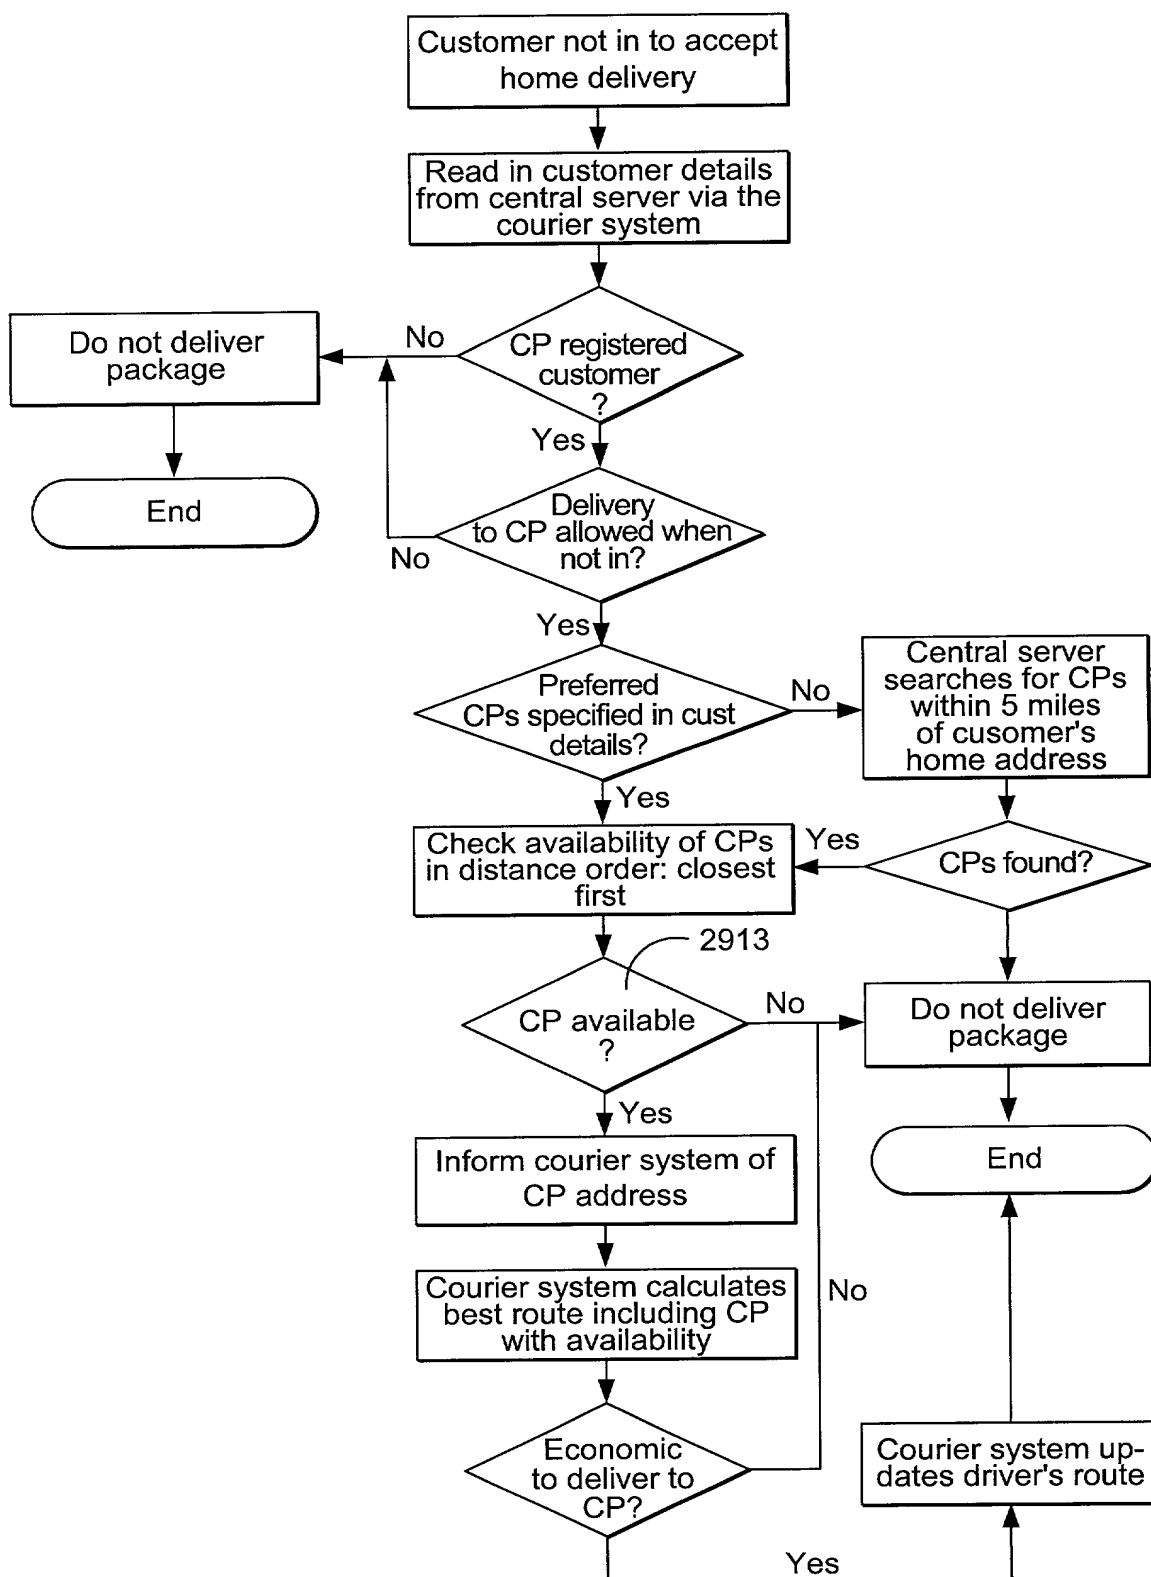 Customer not in to accept
home delivery
Read in customer details
from central server via the
courier system
No
CP registered
customer
?
Do not deliver
package
End
Yes
Delivery
to CP allowed when
not in?
No
Yes
Preferred
CPs specified in cust
details?
No
Central server
searches for CPs
within 5 miles
of cusomer's
home address
Yes
Check availability of CPs
in distance order: closest
first
Yes
CPs found?
2913
CP available
?
No
Do not deliver
package
End
Yes
Inform courier system of
CP address
Courier system calculates
best route including CP
with availability
No
Economic
to deliver to
CP?
Courier system up-
dates driver's route
Yes